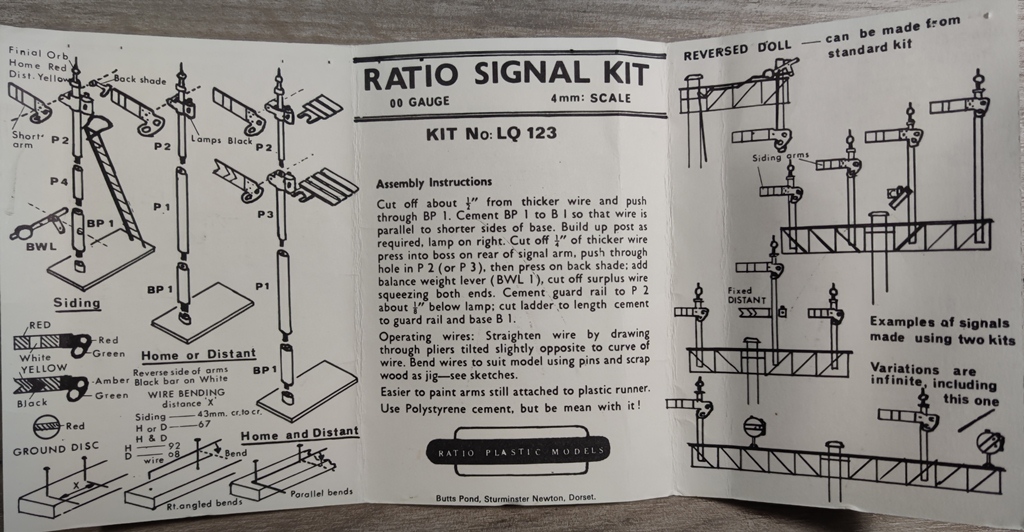 Finial Orb
Home Red
Dist. Yellow
Back shade
Short arm
P2
P2
Lamps Black
P2
P4
P1
P3
BWL
BP 1
BP 1
P1
BP 1
Siding
Home or Distant
Home and Distant
RED
Red
Green
White
YELLOW
Amber
Green
Black
Red
GROUND DISC
Reverse side of arms
Black bar on White
WIRE BENDING
distance 'X'
Siding — 43mm. cr,to cr,
H or D — 67
H & D
H — 92
D — 98
wire
Bend
X
Rt.angled bends
Parallel bends
RATIO SIGNAL KIT
00 GAUGE 4mm: SCALE
KIT No: LQ 123
Assembly Instructions
Cut off about ½" from thicker wire and push
through BP 1. Cement BP 1 to B 1 so that wire is
parallel to shorter sides of base. Build up post as
required, lamp on right. Cut off ½" of thicker wire
press into boss on rear of signal arm, push through
hole in P 2 (or P 3), then press on back shade; add
balance weight lever (BWL 1), cut off surplus wire
squeezing both ends. Cement guard rail to P 2
about ⅛" below lamp; cut ladder to length cement
to guard rail and base B 1.
Operating wires: Straighten wire by drawing
through pliers tilted slightly opposite to curve of
wire. Bend wires to suit model using pins and scrap
wood as jig—see sketches.
Easier to paint arms still attached to plastic runner.
Use Polystyrene cement, but be mean with it!
RATIO PLASTIC MODELS
Butts Pond, Sturminster Newton, Dorset.
REVERSED DOLL — can be made from
standard kit
Siding arms
Fixed
DISTANT
Examples of signals
made using two kits
Variations are
infinite, including
this one